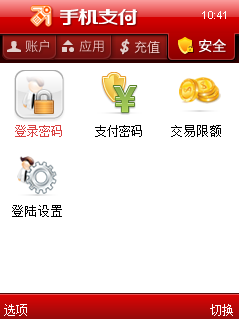 手机支付 10:41
账户 应用 充值 安全
登录密码 支付密码 交易限额
登陆设置
选项 切换